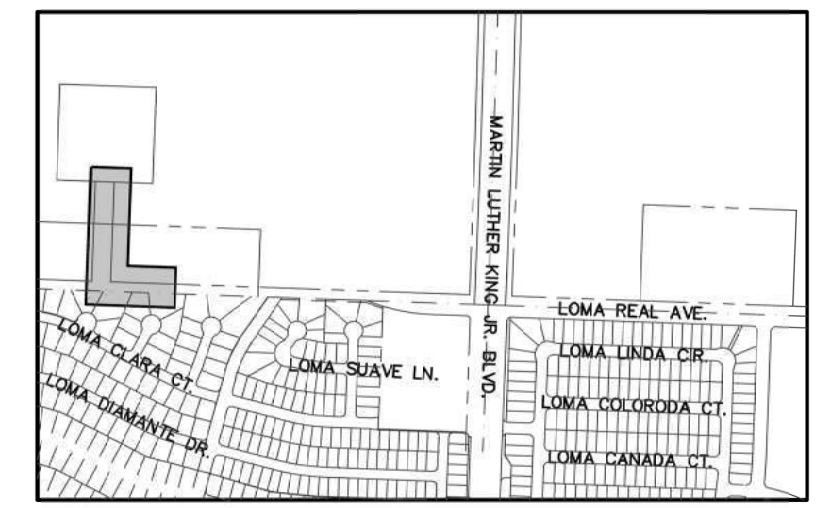 MARTIN LUTHER KING JR. BLVD.
LOMA REAL AVE.
LOMA CLARA CT.
LOMA LINDA CIR.
LOMA SUAVE LN.
LOMA DIAMANTE DR.
LOMA COLORODA CT.
LOMA CANADA CT.